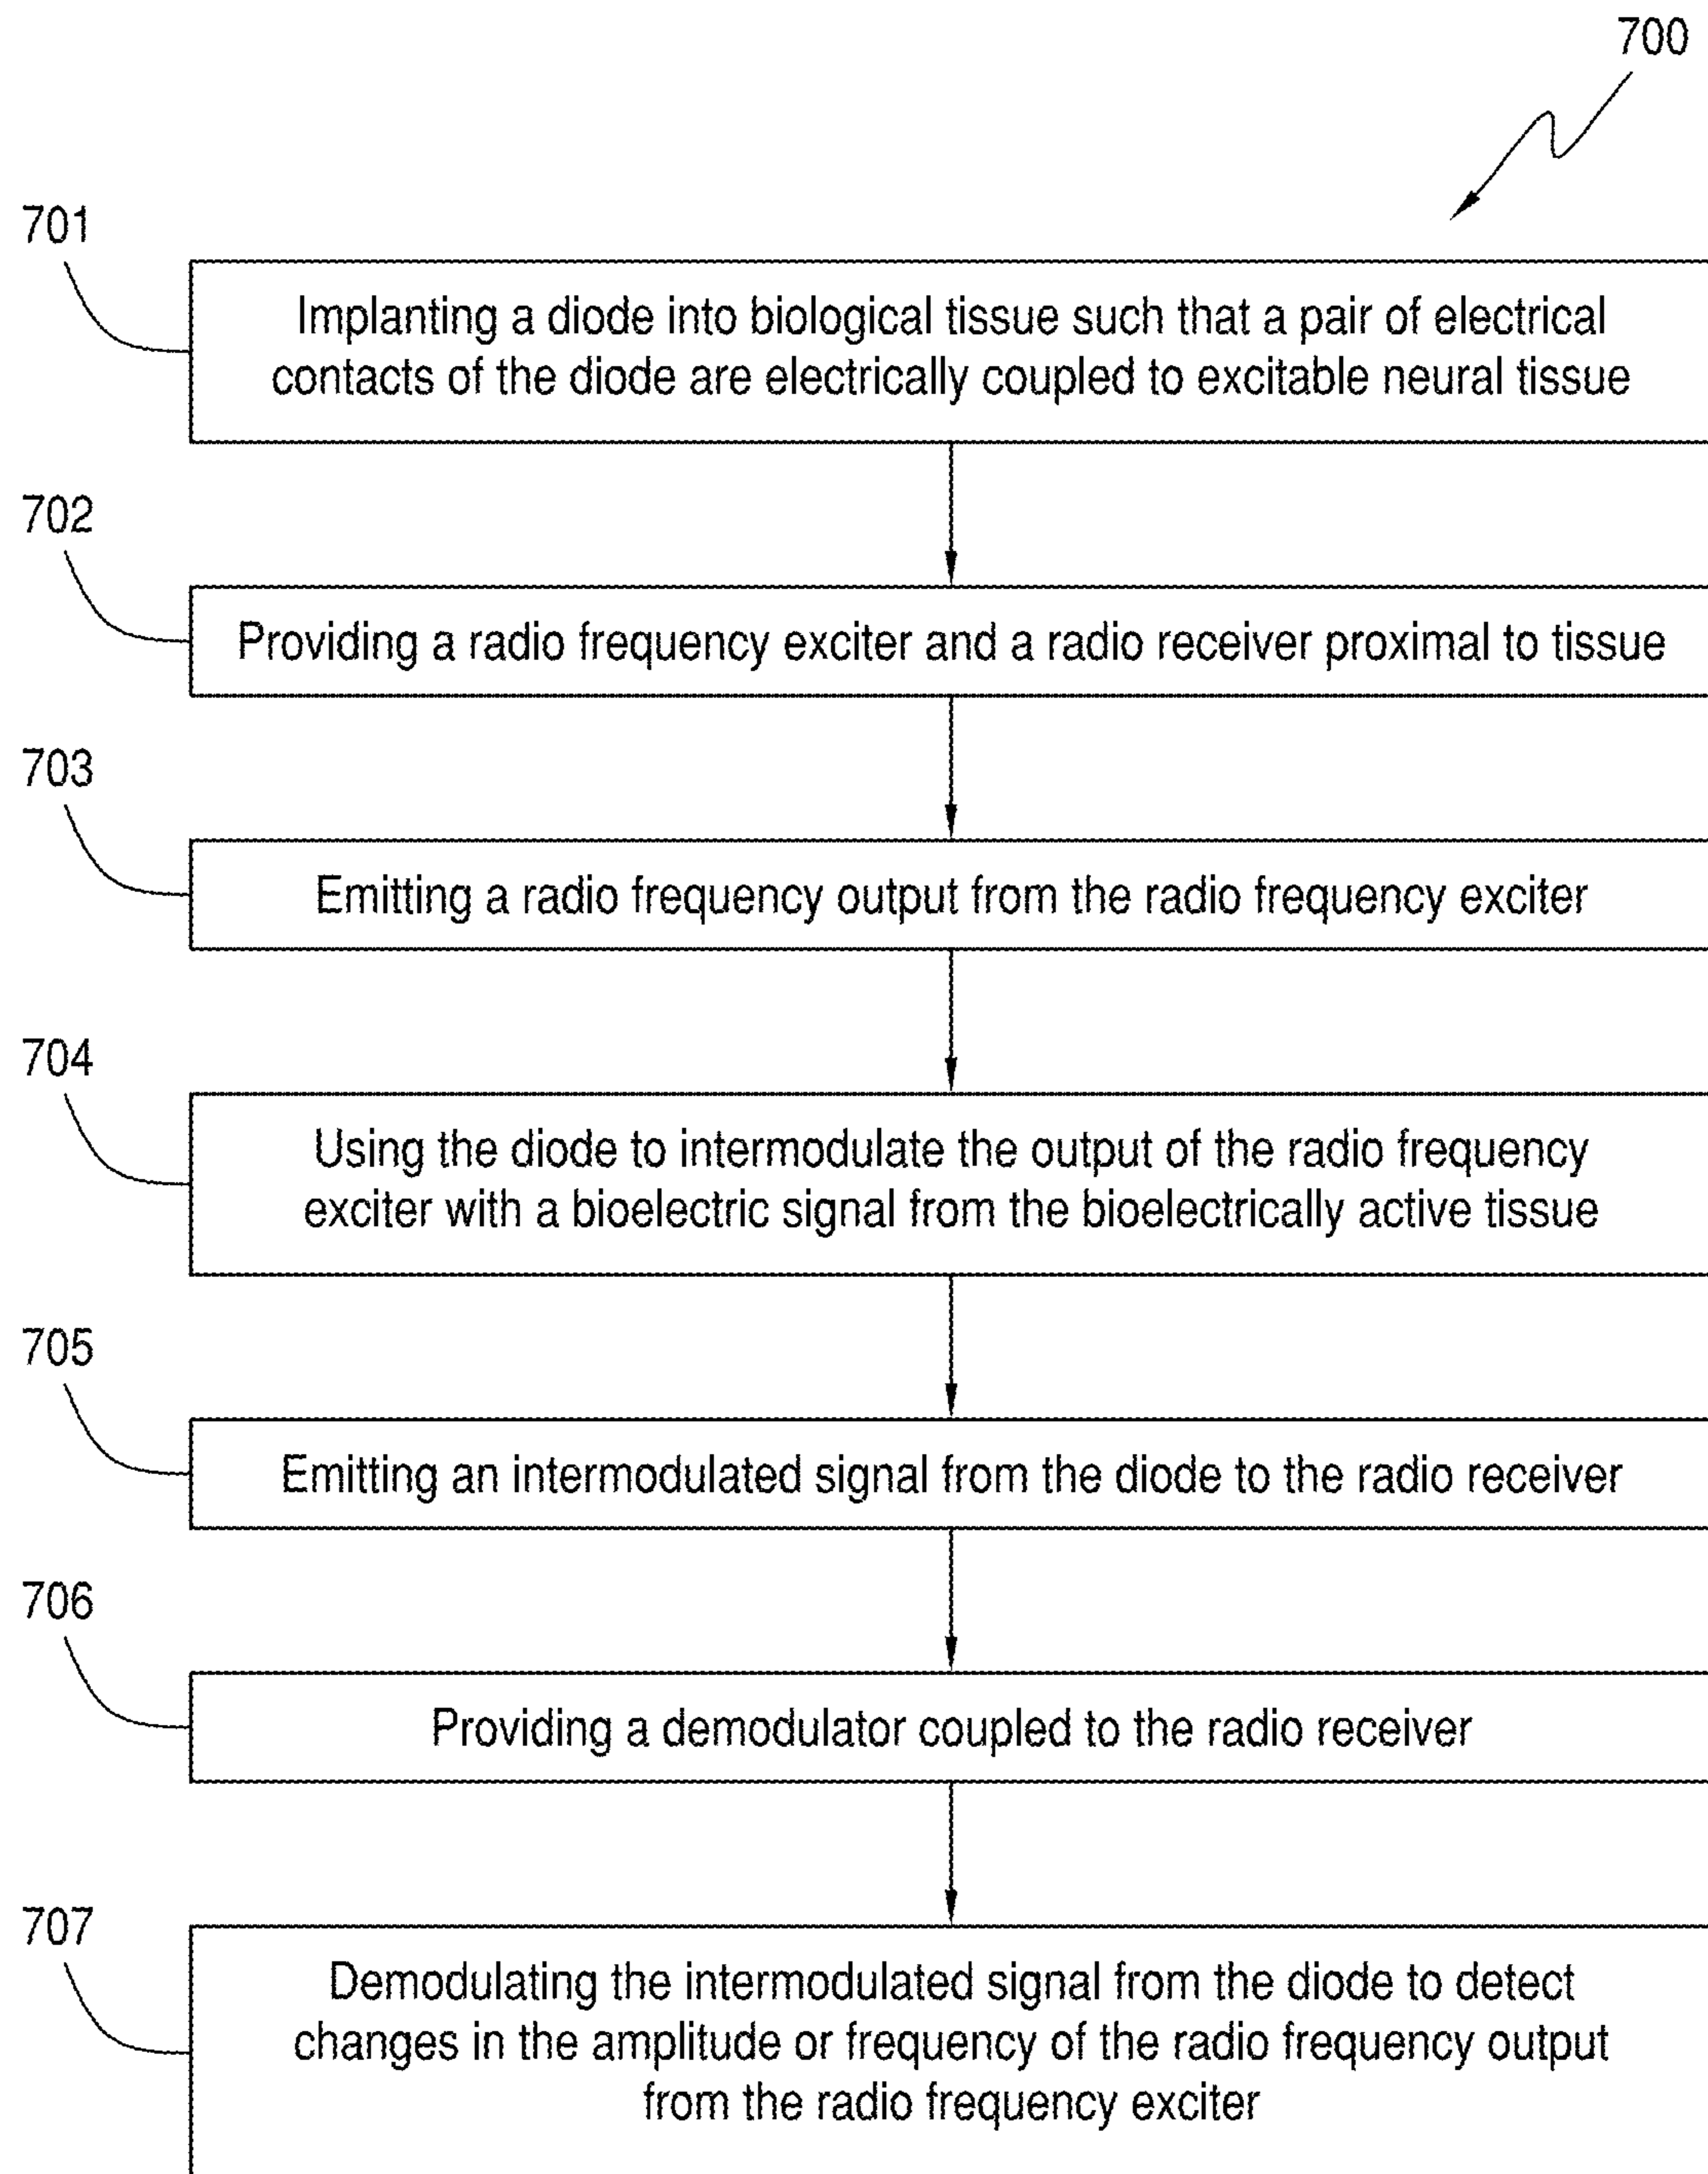 700
701
Implanting a diode into biological tissue such that a pair of electrical
contacts of the diode are electrically coupled to excitable neural tissue
702
Providing a radio frequency exciter and a radio receiver proximal to tissue
703
Emitting a radio frequency output from the radio frequency exciter
704
Using the diode to intermodulate the output of the radio frequency
exciter with a bioelectric signal from the bioelectrically active tissue
705
Emitting an intermodulated signal from the diode to the radio receiver
706
Providing a demodulator coupled to the radio receiver
707
Demodulating the intermodulated signal from the diode to detect
changes in the amplitude or frequency of the radio frequency output
from the radio frequency exciter